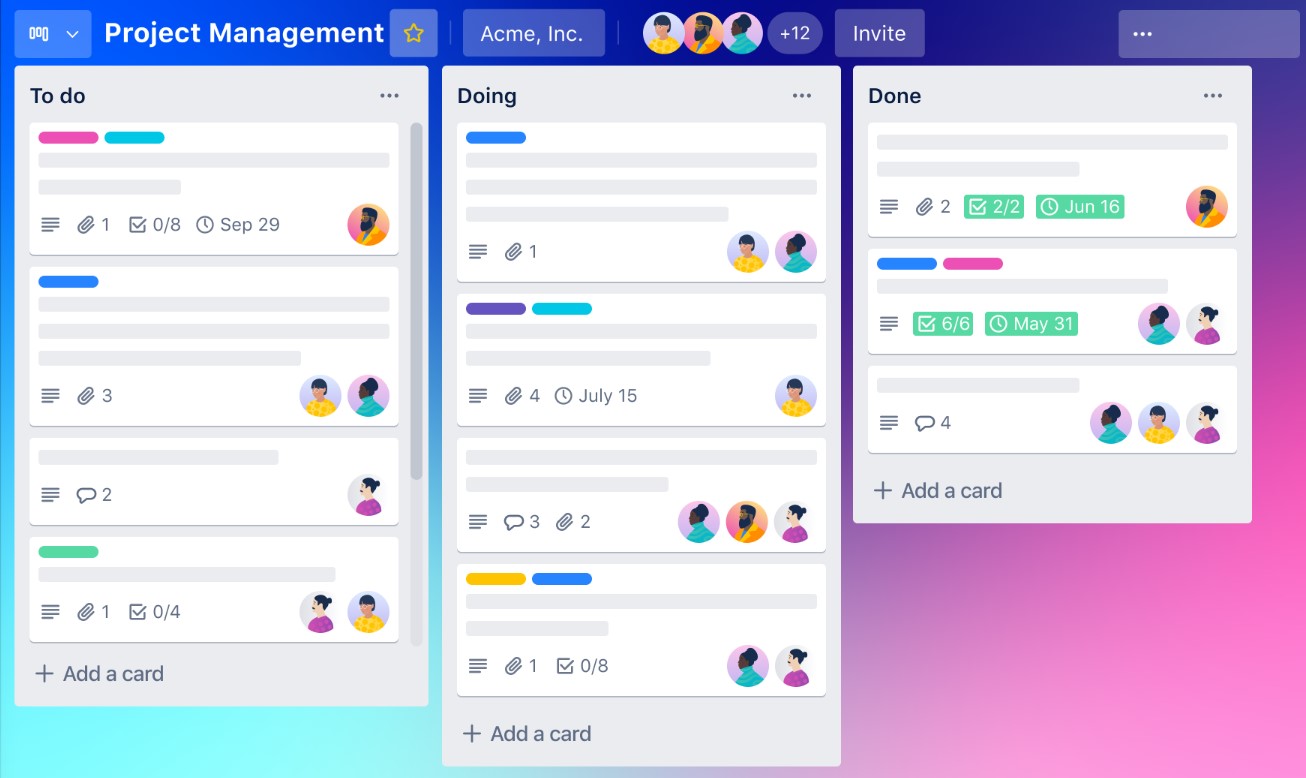 Project Management
Acme, Inc.
+12
Invite
To do
1 0/8 Sep 29
3
2
1 0/4
Add a card
Doing
1
4 July 15
3 2
1 0/8
Add a card
Done
2 2/2 Jun 16
6/6 May 31
4
Add a card